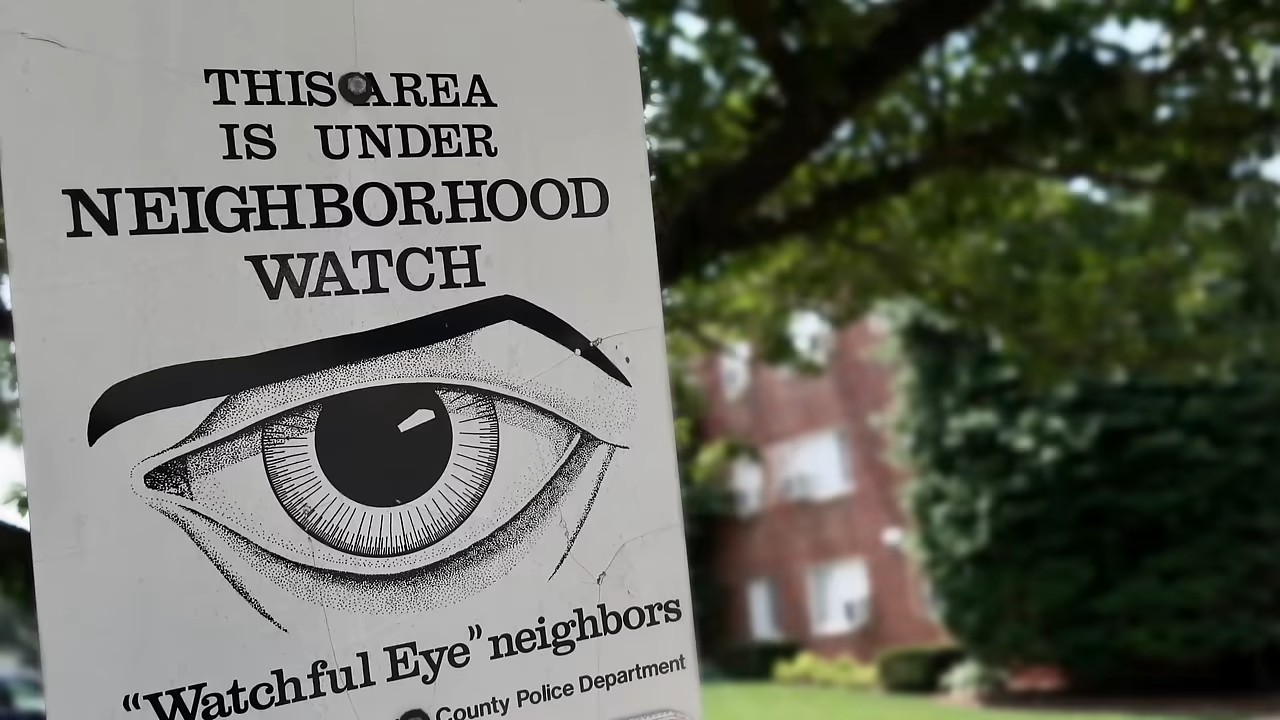 THIS AREA
IS UNDER
NEIGHBORHOOD
WATCH
“Watchful Eye” neighbors
County Police Department